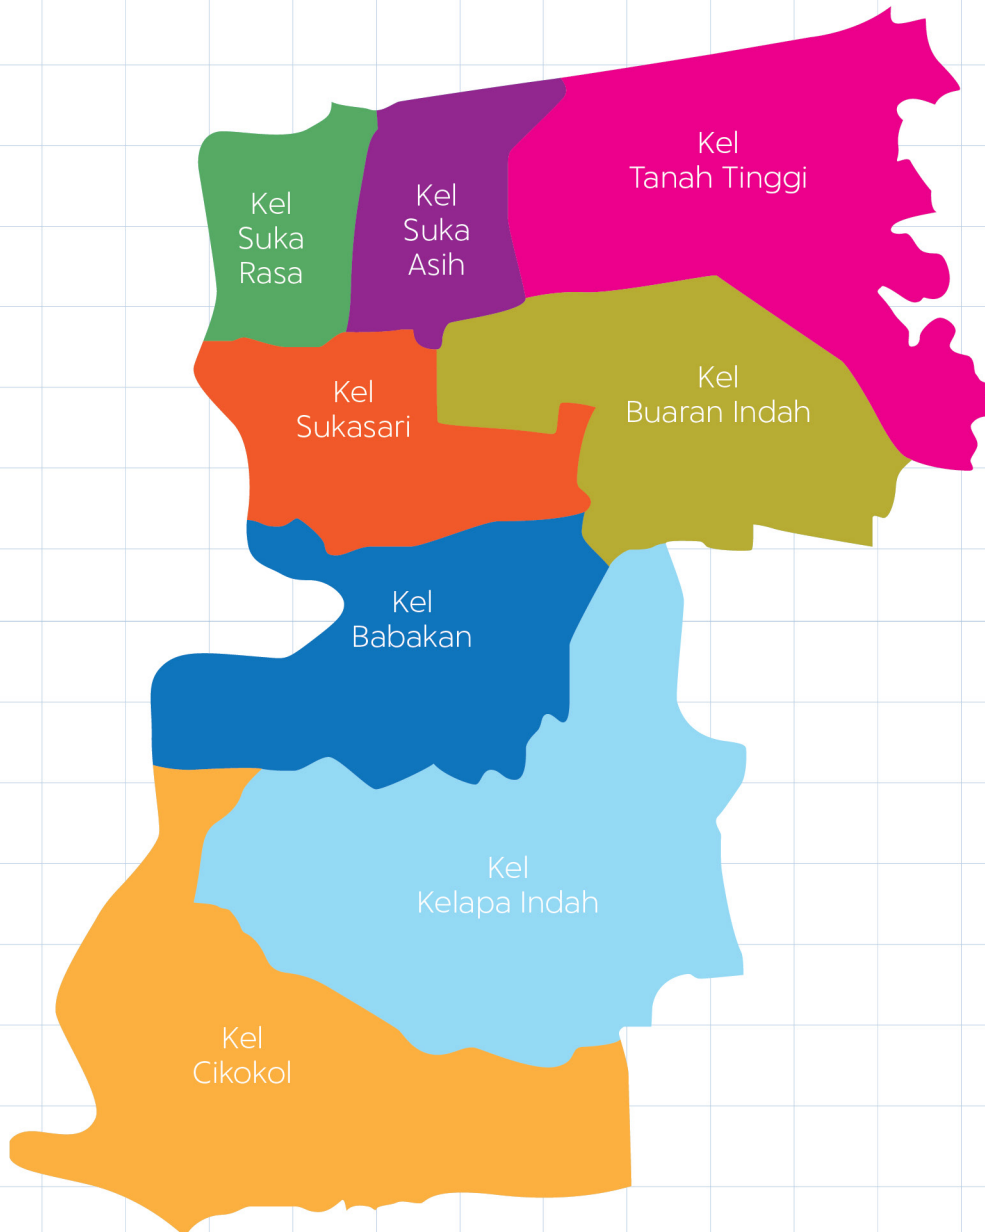 Kel
Tanah Tinggi
Kel
Suka
Asih
Kel
Suka
Rasa
Kel
Sukasari
Kel
Buaran Indah
Kel
Babakan
Kel
Kelapa Indah
Kel
Cikokol